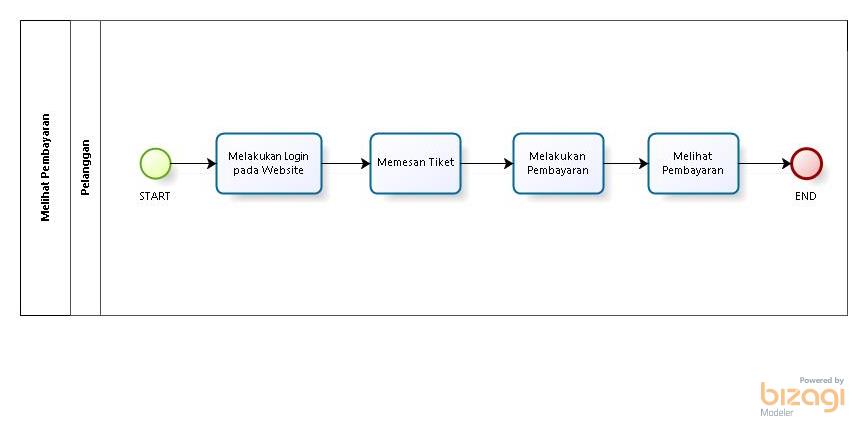 Melihat Pembayaran
Pelanggan
START
Melakukan Login
pada Website
Memesan Tiket
Melakukan
Pembayaran
Melihat
Pembayaran
END
Powered by
bizagi
Modeler